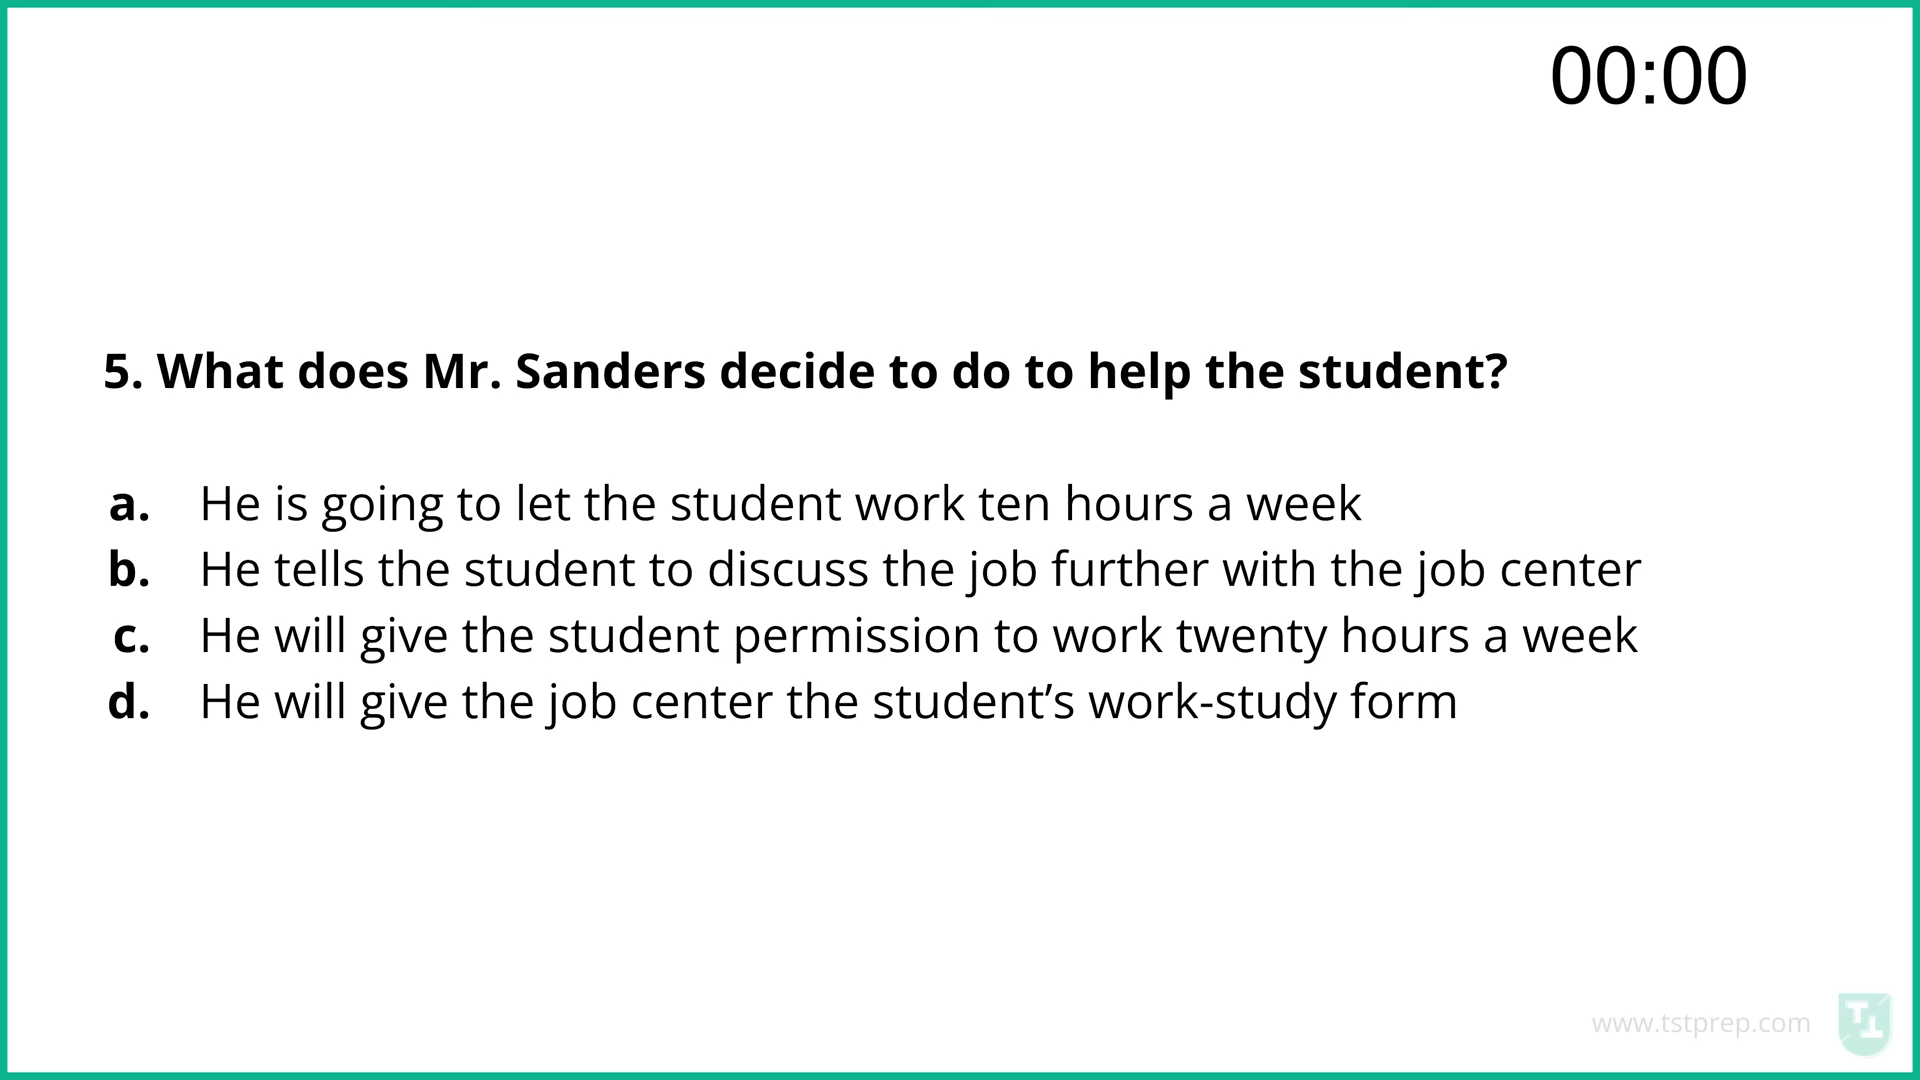 00:00
5. What does Mr. Sanders decide to do to help the student?
a. He is going to let the student work ten hours a week
b. He tells the student to discuss the job further with the job center
c. He will give the student permission to work twenty hours a week
d. He will give the job center the student’s work-study form
www.tstprep.com